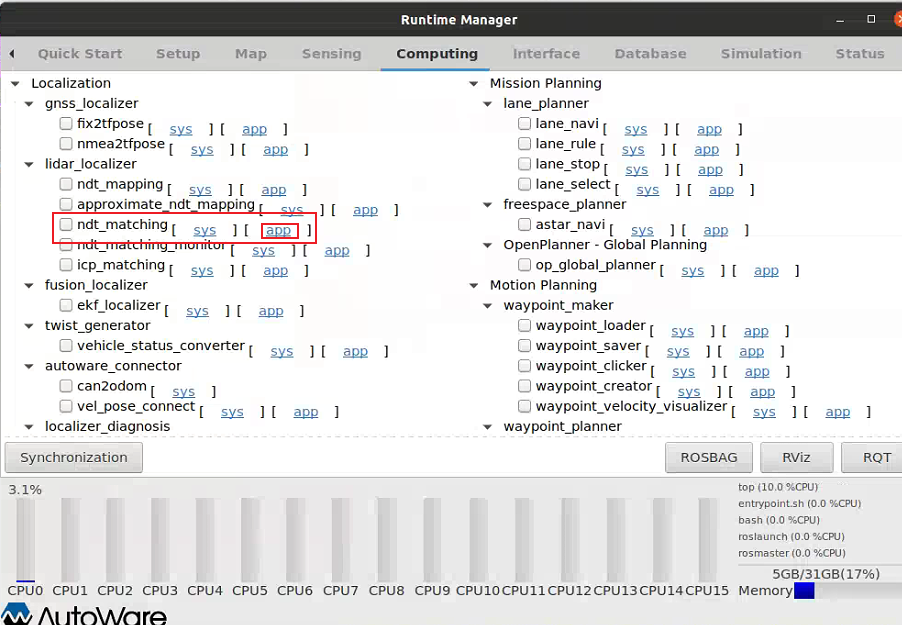 Runtime Manager
Quick Start Setup Map Sensing Computing Interface Database Simulation Status
Localization
gnss_localizer
fix2tfpose [ sys ] [ app ]
nmea2tfpose [ sys ] [ app ]
lidar_localizer
ndt_mapping [ sys ] [ app ]
approximate_ndt_mapping [ sys ] [ app ]
ndt_matching [ sys ] [ app ]
ndt_matching_monitor [ sys ] [ app ]
icp_matching [ sys ] [ app ]
fusion_localizer
ekf_localizer [ sys ] [ app ]
twist_generator
vehicle_status_converter [ sys ] [ app ]
autoware_connector
can2odom [ sys ]
vel_pose_connect [ sys ] [ app ]
localizer_diagnosis
Mission Planning
lane_planner
lane_navi [ sys ] [ app ]
lane_rule [ sys ] [ app ]
lane_stop [ sys ] [ app ]
lane_select [ sys ] [ app ]
freespace_planner
astar_navi [ sys ] [ app ]
OpenPlanner - Global Planning
op_global_planner [ sys ] [ app ]
Motion Planning
waypoint_maker
waypoint_loader [ sys ] [ app ]
waypoint_saver [ sys ] [ app ]
waypoint_clicker [ sys ] [ app ]
waypoint_creator [ sys ] [ app ]
waypoint_velocity_visualizer [ sys ] [ app ]
waypoint_planner
Synchronization ROSBAG RViz RQT
3.1%
CPU0 CPU1 CPU2 CPU3 CPU4 CPU5 CPU6 CPU7 CPU8 CPU9 CPU10 CPU11 CPU12 CPU13 CPU14 CPU15
top (10.0 %CPU)
entrypoint.sh (0.0 %CPU)
bash (0.0 %CPU)
roslaunch (0.0 %CPU)
rosmaster (0.0 %CPU)
5GB/31GB(17%)
Memory
AutoWare